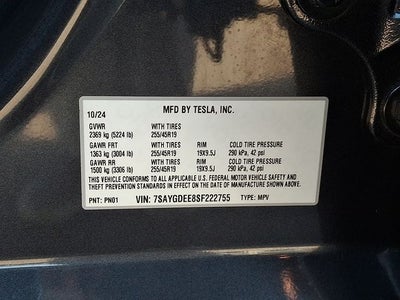 10/24 MFD BY TESLA, INC.
GVWR WITH TIRES
2369 kg (5224 lb) 255/45R19
GAWR FRT WITH TIRES RIM COLD TIRE PRESSURE
1363 kg (3004 lb) 255/45R19 19X9.5J 290 kPa, 42 psi
GAWR RR WITH TIRES RIM COLD TIRE PRESSURE
1500 kg (3306 lb) 255/45R19 19X9.5J 290 kPa, 42 psi
THIS VEHICLE CONFORMS TO ALL APPLICABLE U.S. FEDERAL MOTOR VEHICLE SAFETY AND
THEFT PREVENTION STANDARDS IN EFFECT ON THE DATE OF MANUFACTURE SHOWN ABOVE.
PNT: PN01 VIN: 7SAYGDEE8SF222755 TYPE: MPV